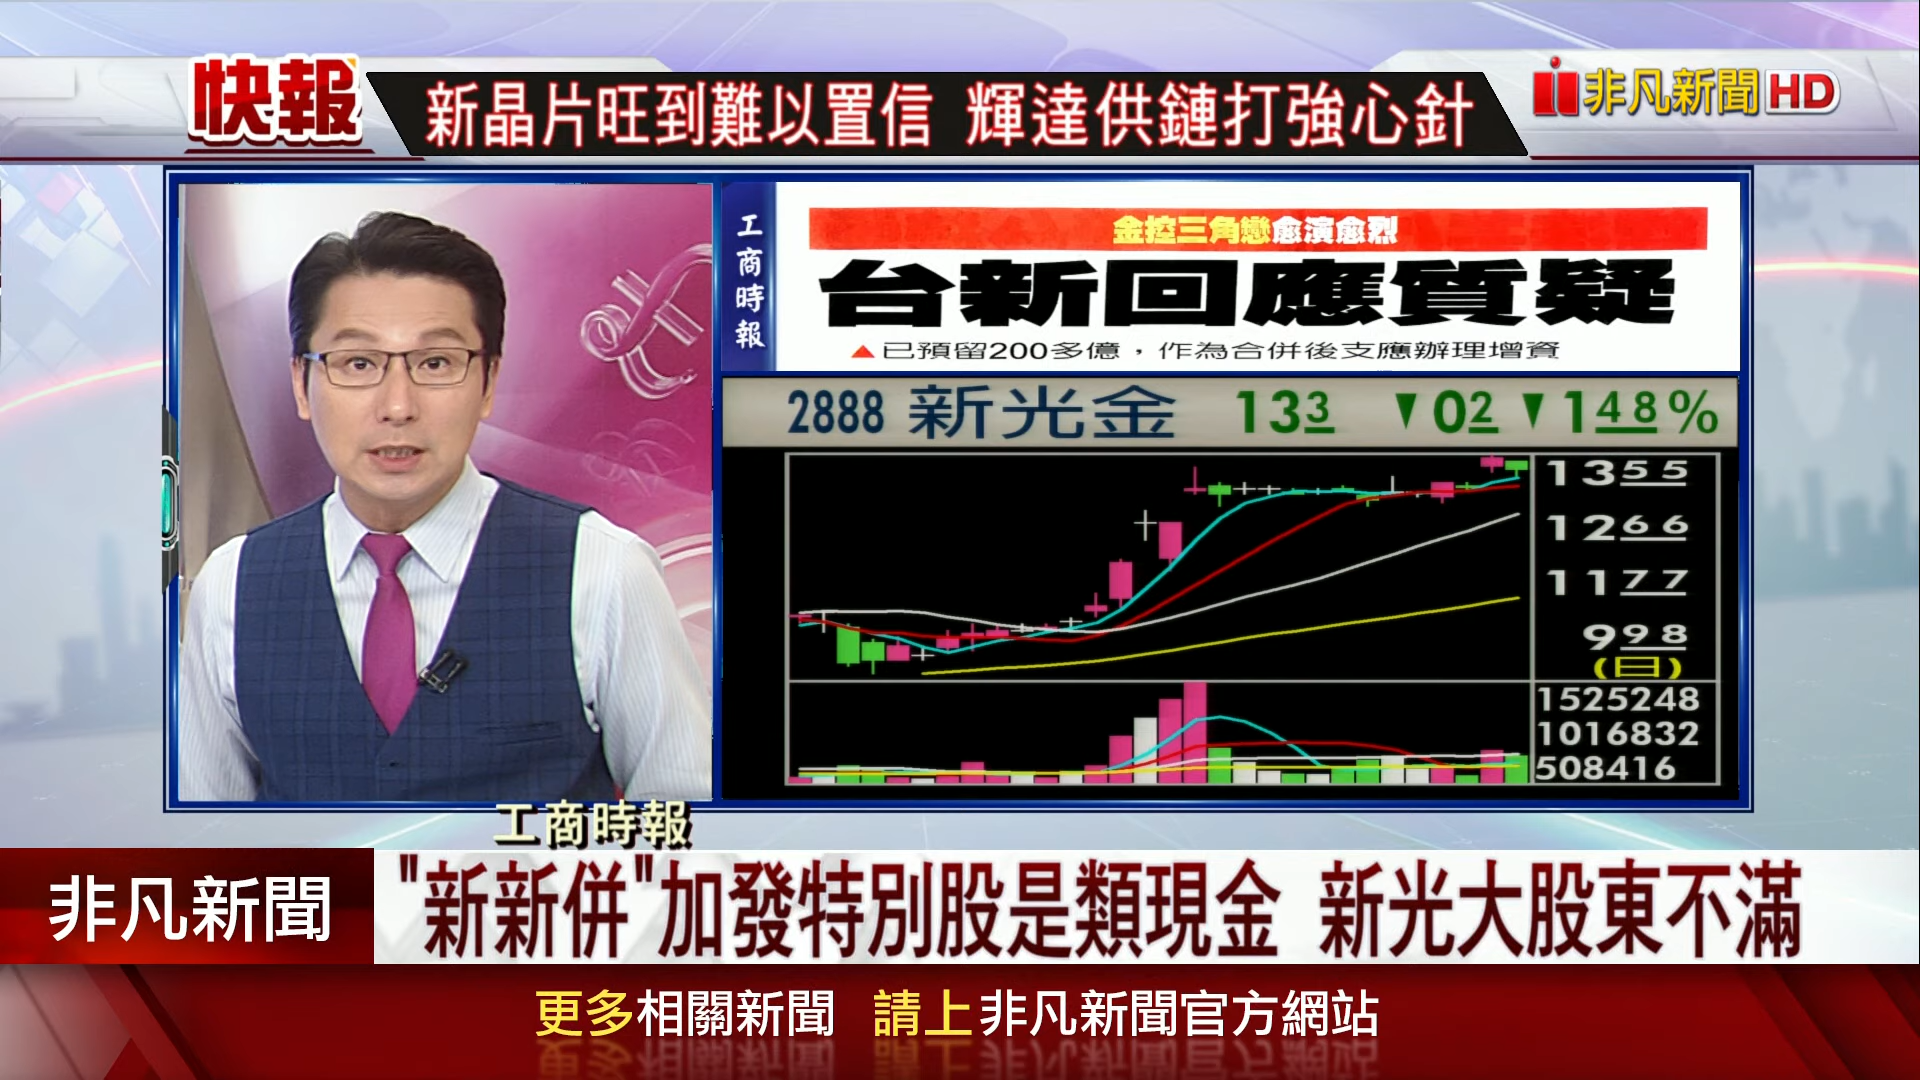 快報
新晶片旺到難以置信 輝達供鏈打強心針
非凡新聞HD
工商時報
金控三角戀愈演愈烈
台新回應質疑
▲已預留200多億，作為合併後支應辦理增資
2888 新光金 133 ▼02 ▼148%
1355
1266
1177
998
(日)
1525248
1016832
508416
工商時報
非凡新聞
"新新併"加發特別股是類現金 新光大股東不滿
更多相關新聞 請上非凡新聞官方網站